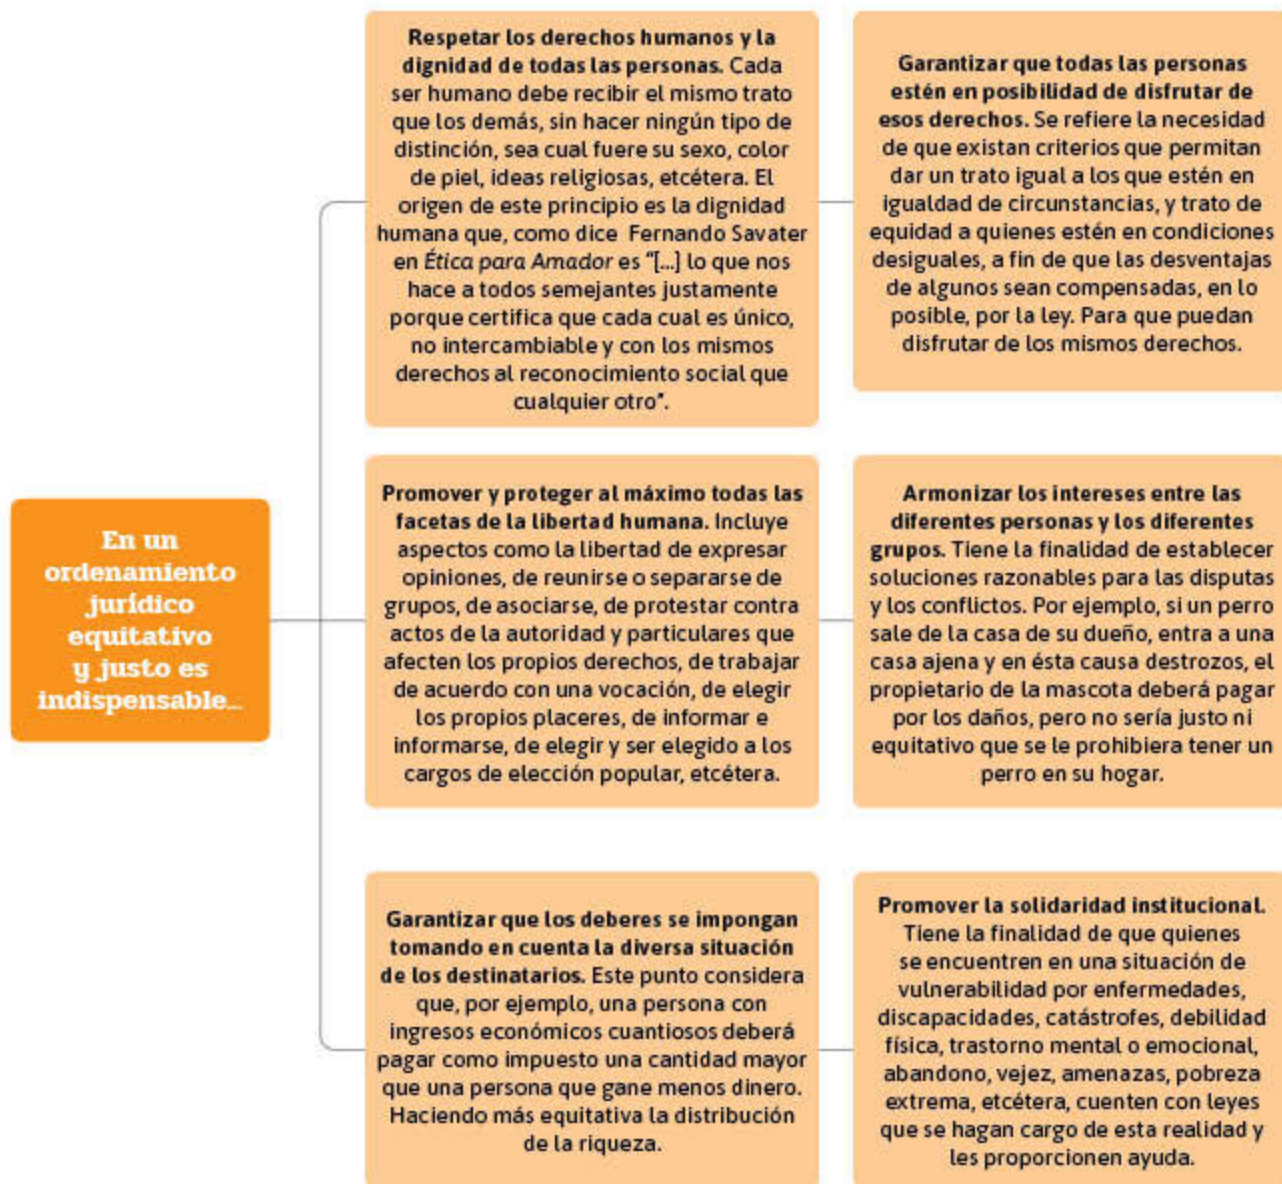 En un
ordenamiento
jurídico
equitativo
y justo es
indispensable...
Respetar los derechos humanos y la
dignidad de todas las personas. Cada
ser humano debe recibir el mismo trato
que los demás, sin hacer ningún tipo de
distinción, sea cual fuere su sexo, color
de piel, ideas religiosas, etcétera. El
origen de este principio es la dignidad
humana que, como dice Fernando Savater
en Ética para Amador es “[...] lo que nos
hace a todos semejantes justamente
porque certifica que cada cual es único,
no intercambiable y con los mismos
derechos al reconocimiento social que
cualquier otro”.
Garantizar que todas las personas
estén en posibilidad de disfrutar de
esos derechos. Se refiere la necesidad
de que existan criterios que permitan
dar un trato igual a los que estén en
igualdad de circunstancias, y trato de
equidad a quienes estén en condiciones
desiguales, a fin de que las desventajas
de algunos sean compensadas, en lo
posible, por la ley. Para que puedan
disfrutar de los mismos derechos.
Promover y proteger al máximo todas las
facetas de la libertad humana. Incluye
aspectos como la libertad de expresar
opiniones, de reunirse o separarse de
grupos, de asociarse, de protestar contra
actos de la autoridad y particulares que
afecten los propios derechos, de trabajar
de acuerdo con una vocación, de elegir
los propios placeres, de informar e
informarse, de elegir y ser elegido a los
cargos de elección popular, etcétera.
Armonizar los intereses entre las
diferentes personas y los diferentes
grupos. Tiene la finalidad de establecer
soluciones razonables para las disputas
y los conflictos. Por ejemplo, si un perro
sale de la casa de su dueño, entra a una
casa ajena y en ésta causa destrozos, el
propietario de la mascota deberá pagar
por los daños, pero no sería justo ni
equitativo que se le prohibiera tener un
perro en su hogar.
Garantizar que los deberes se impongan
tomando en cuenta la diversa situación
de los destinatarios. Este punto considera
que, por ejemplo, una persona con
ingresos económicos cuantiosos deberá
pagar como impuesto una cantidad mayor
que una persona que gane menos dinero.
Haciendo más equitativa la distribución
de la riqueza.
Promover la solidaridad institucional.
Tiene la finalidad de que quienes
se encuentren en una situación de
vulnerabilidad por enfermedades,
discapacidades, catástrofes, debilidad
física, trastorno mental o emocional,
abandono, vejez, amenazas, pobreza
extrema, etcétera, cuenten con leyes
que se hagan cargo de esta realidad y
les proporcionen ayuda.